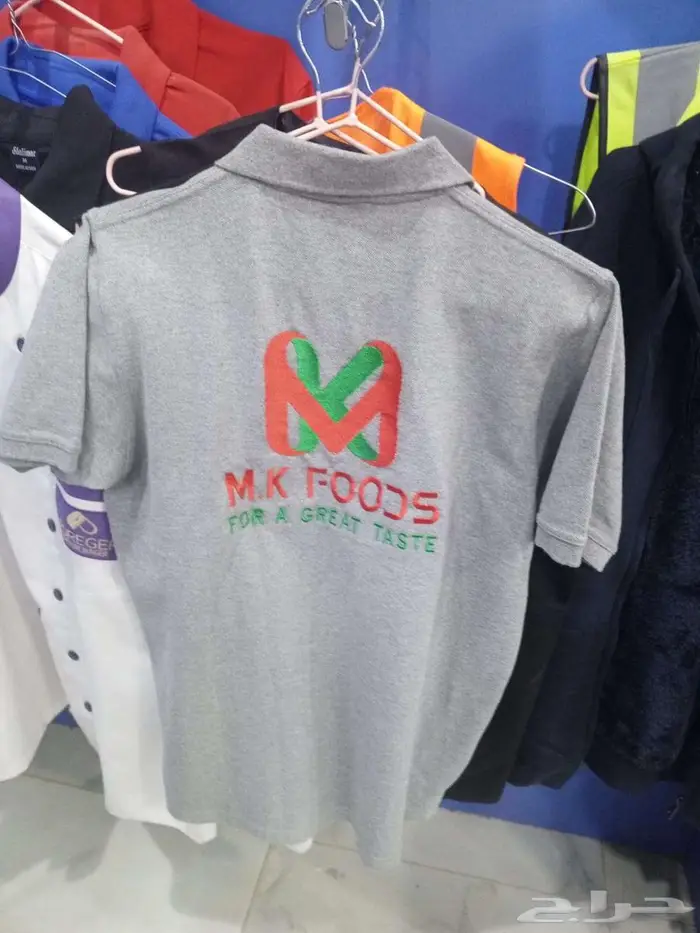 M.K FOODS
FOR A GREAT TASTE
حراج